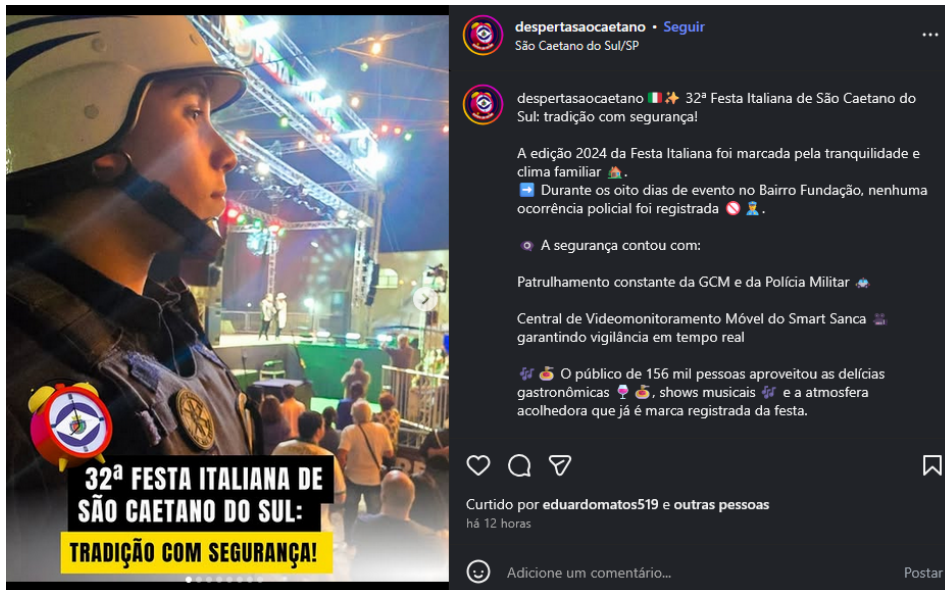 32ª FESTA ITALIANA DE
SÃO CAETANO DO SUL:
TRADIÇÃO COM SEGURANÇA!
despertasaocaetano • Seguir
São Caetano do Sul/SP
despertasaocaetano 🇮🇹✨ 32ª Festa Italiana de São Caetano do
Sul: tradição com segurança!
A edição 2024 da Festa Italiana foi marcada pela tranquilidade e
clima familiar 🏡.
➡️ Durante os oito dias de evento no Bairro Fundação, nenhuma
ocorrência policial foi registrada 🚫👮.
👁️ A segurança contou com:
Patrulhamento constante da GCM e da Polícia Militar 🚓
Central de Videomonitoramento Móvel do Smart Sanca 🎥
garantindo vigilância em tempo real
🎶🍝 O público de 156 mil pessoas aproveitou as delícias
gastronômicas 🍷🍝, shows musicais 🎶 e a atmosfera
acolhedora que já é marca registrada da festa.
Curtido por eduardomatos519 e outras pessoas
há 12 horas
Adicione um comentário...
Postar